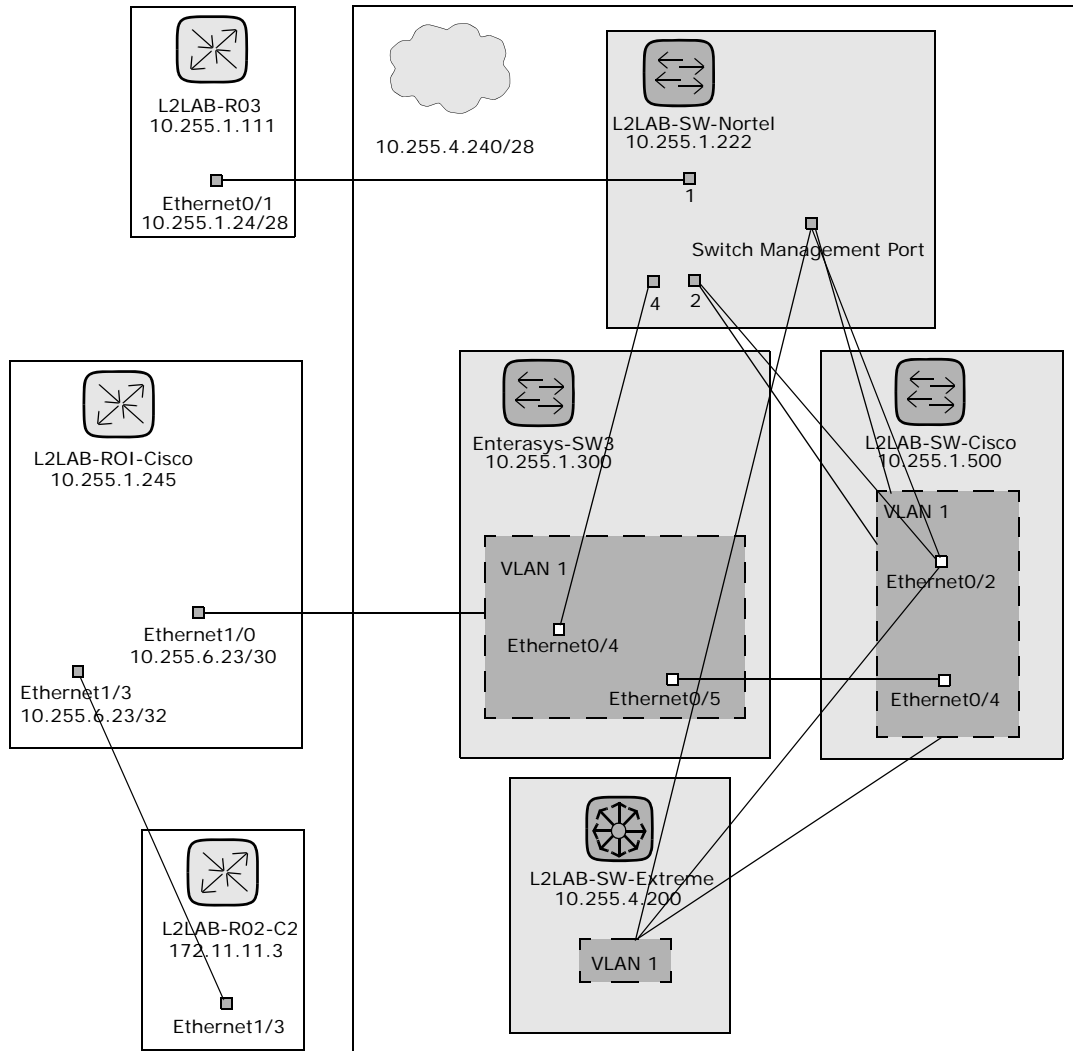 L2LAB-R03
10.255.1.111
Ethernet0/1
10.255.1.24/28
10.255.4.240/28
L2LAB-SW-Nortel
10.255.1.222
1
Switch Management Port
4
2
L2LAB-ROI-Cisco
10.255.1.245
Ethernet1/0
10.255.6.23/30
Ethernet1/3
10.255.6.23/32
Enterasys-SW3
10.255.1.300
VLAN 1
Ethernet0/4
Ethernet0/5
L2LAB-SW-Cisco
10.255.1.500
VLAN 1
Ethernet0/2
Ethernet0/4
L2LAB-SW-Extreme
10.255.4.200
VLAN 1
L2LAB-R02-C2
172.11.11.3
Ethernet1/3